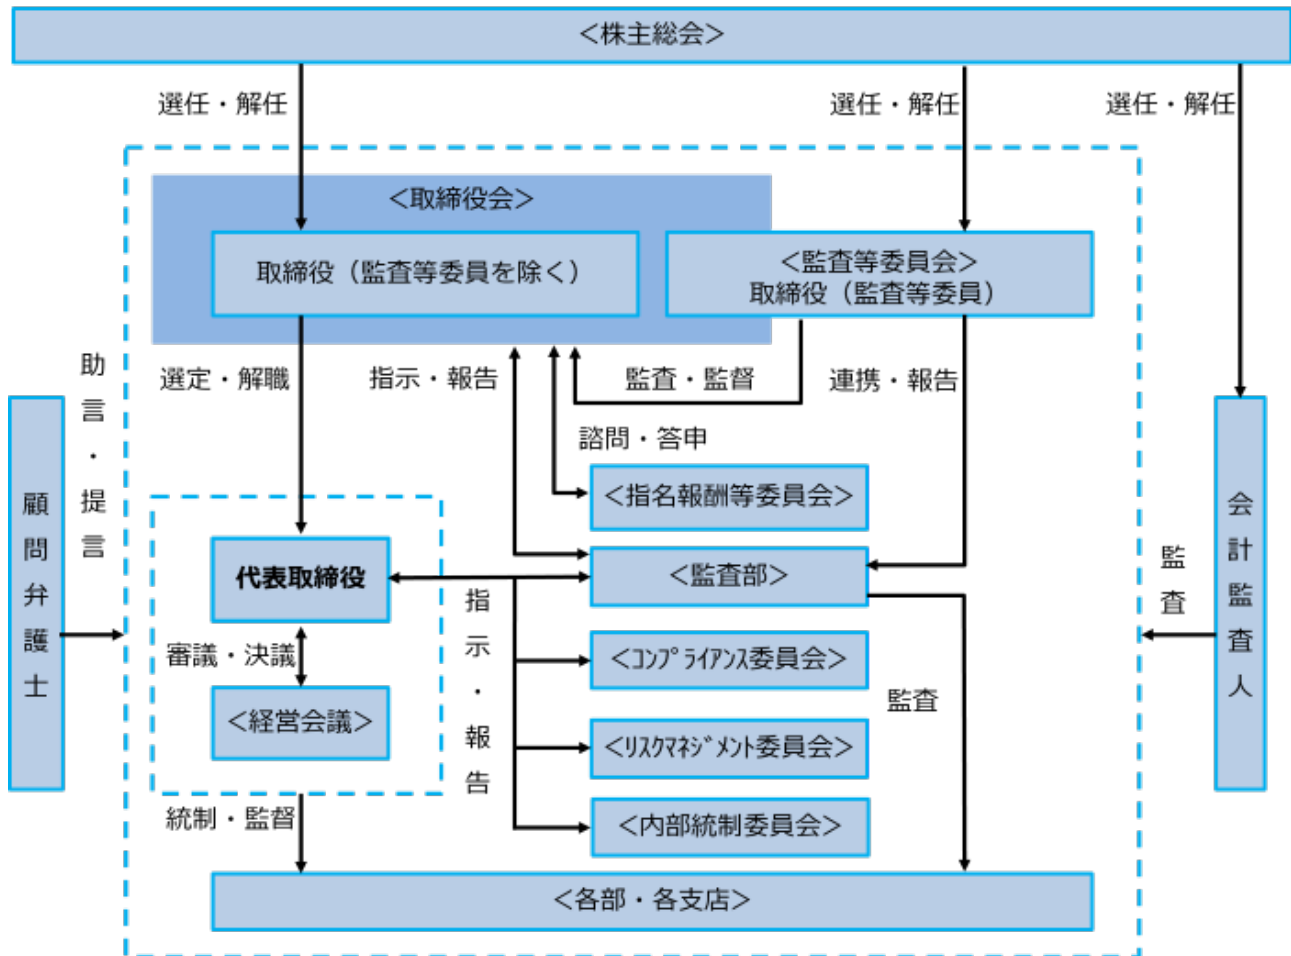 ＜株主総会＞
選任・解任
選任・解任
選任・解任
＜取締役会＞
取締役（監査等委員を除く）
＜監査等委員会＞
取締役（監査等委員）
選定・解職
指示・報告
監査・監督
連携・報告
助言・提言
諮問・答申
顧問弁護士
＜指名報酬等委員会＞
会計監査人
代表取締役
＜監査部＞
監査
指示・報告
審議・決議
＜ｺﾝﾌﾟﾗｲｱﾝｽ委員会＞
監査
＜経営会議＞
＜ﾘｽｸﾏﾈｼﾞﾒﾝﾄ委員会＞
統制・監督
＜内部統制委員会＞
＜各部・各支店＞